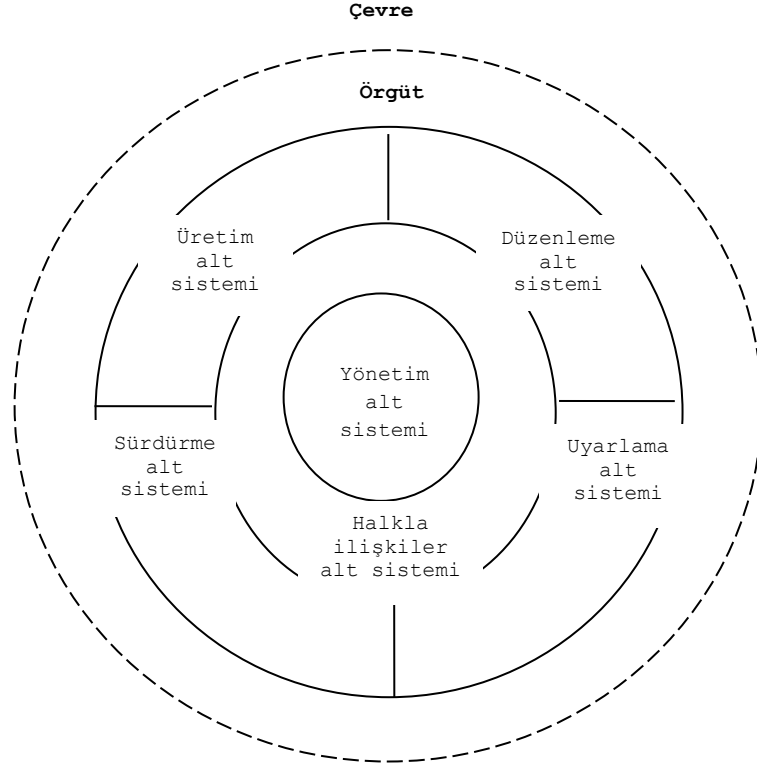 Çevre
Örgüt
Üretim
alt
sistemi
Düzenleme
alt
sistemi
Yönetim
alt
sistemi
Sürdürme
alt
sistemi
Uyarlama
alt
sistemi
Halkla
ilişkiler
alt sistemi